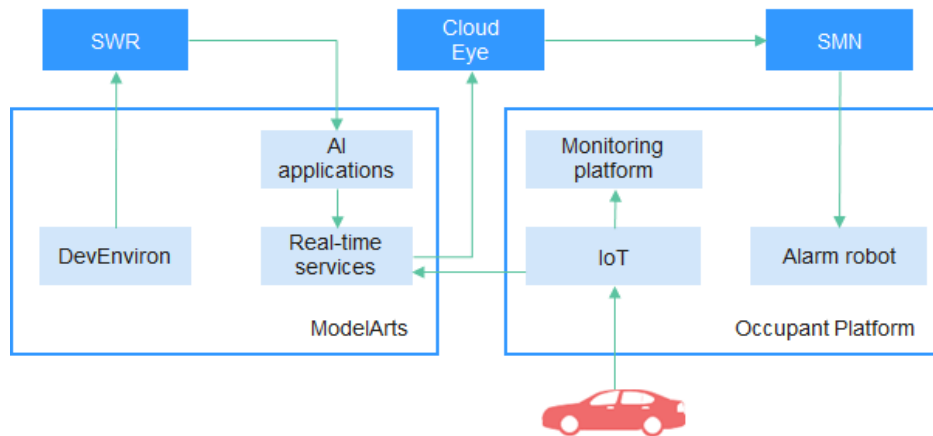 SWR
Cloud
Eye
SMN
AI
applications
Monitoring
platform
DevEnviron
Real-time
services
IoT
Alarm robot
ModelArts
Occupant Platform